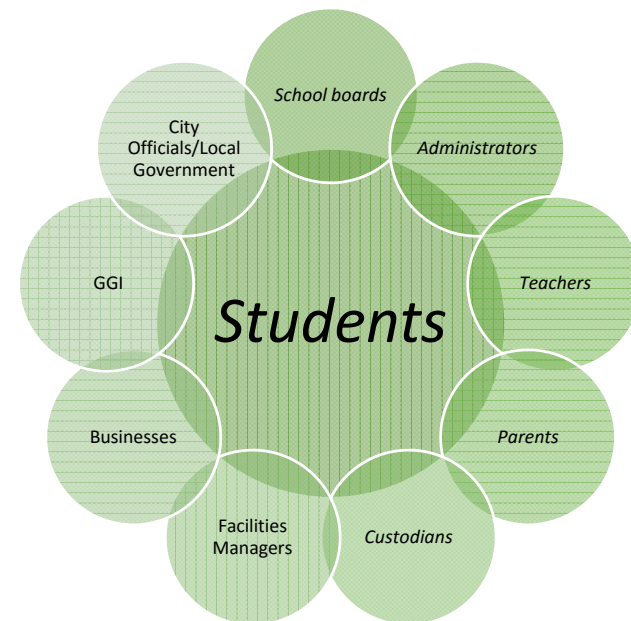 School boards
Administrators
Teachers
Parents
Custodians
Facilities
Managers
Businesses
GGI
City
Officials/Local
Government
Students